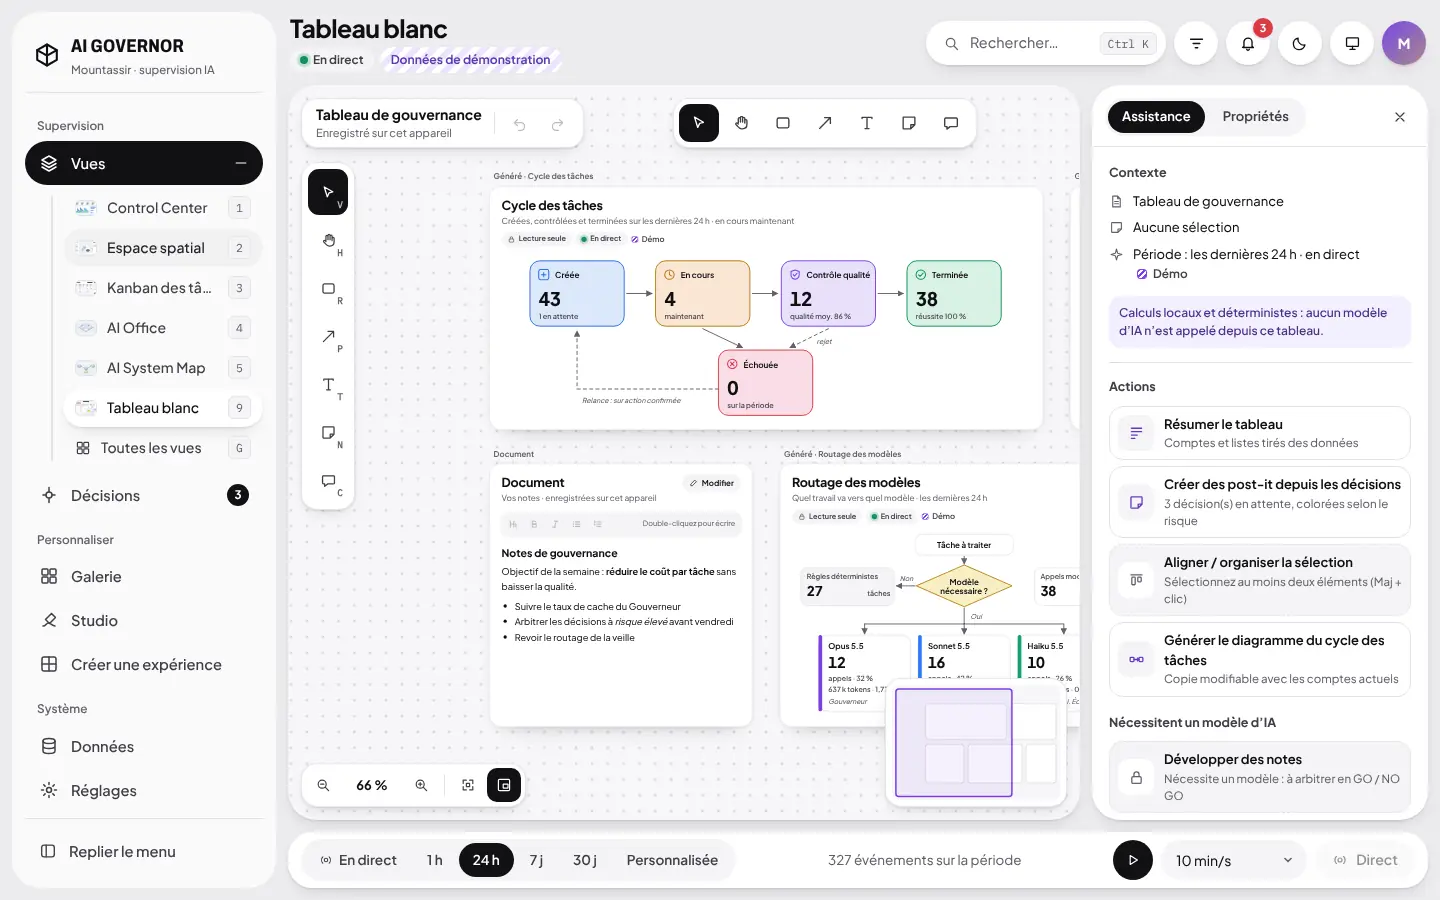 AI GOVERNOR
Mountassir · supervision IA
Supervision
Vues
Control Center 1
Espace spatial 2
Kanban des tâ... 3
AI Office 4
AI System Map 5
Tableau blanc 9
Toutes les vues G
Décisions 3
Personnaliser
Galerie
Studio
Créer une expérience
Système
Données
Réglages
Replier le menu
Tableau blanc
En direct Données de démonstration
Rechercher... Ctrl K
3
M
Tableau de gouvernance
Enregistré sur cet appareil
V
H
R
P
T
N
C
Généré · Cycle des tâches
Cycle des tâches
Créées, contrôlées et terminées sur les dernières 24 h · en cours maintenant
Lecture seule En direct Démo
Créée
43
1 en attente
En cours
4
maintenant
Contrôle qualité
12
qualité moy. 86 %
Terminée
38
réussite 100 %
rejet
Échouée
0
sur la période
Relance : sur action confirmée
Document
Document
Modifier
Vos notes · enregistrées sur cet appareil
Double-cliquez pour écrire
Notes de gouvernance
Objectif de la semaine : réduire le coût par tâche sans
baisser la qualité.
• Suivre le taux de cache du Gouverneur
• Arbitrer les décisions à risque élevé avant vendredi
• Revoir le routage de la veille
Généré · Routage des modèles
Routage des modèles
Quel travail va vers quel modèle · les dernières 24 h
Lecture seule En direct Démo
Tâche à traiter
Règles déterministes
27
tâches
Non
Modèle
nécessaire ?
Appels mo
38
Oui
Opus 5.5
12
appels · 32 %
637 k tokens · 1,7
Gouverneur
Sonnet 5.5
16
appels · 42 %
Haiku 5.5
10
appels · 26 %
66 %
Assistance Propriétés
Contexte
Tableau de gouvernance
Aucune sélection
Période : les dernières 24 h · en direct
Démo
Calculs locaux et déterministes : aucun modèle
d’IA n’est appelé depuis ce tableau.
Actions
Résumer le tableau
Comptes et listes tirés des données
Créer des post-it depuis les décisions
3 décision(s) en attente, colorées selon le
risque
Aligner / organiser la sélection
Sélectionnez au moins deux éléments (Maj +
clic)
Générer le diagramme du cycle des
tâches
Copie modifiable avec les comptes actuels
Nécessitent un modèle d’IA
Développer des notes
Nécessite un modèle : à arbitrer en GO / NO
GO
En direct 1 h 24 h 7 j 30 j Personnalisée
327 événements sur la période
10 min/s
Direct